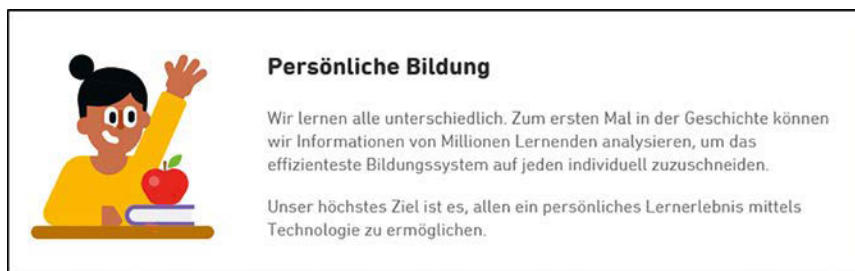 Persönliche Bildung
Wir lernen alle unterschiedlich. Zum ersten Mal in der Geschichte können
wir Informationen von Millionen Lernenden analysieren, um das
effizienteste Bildungssystem auf jeden individuell zuzuschneiden.
Unser höchstes Ziel ist es, allen ein persönliches Lernerlebnis mittels
Technologie zu ermöglichen.